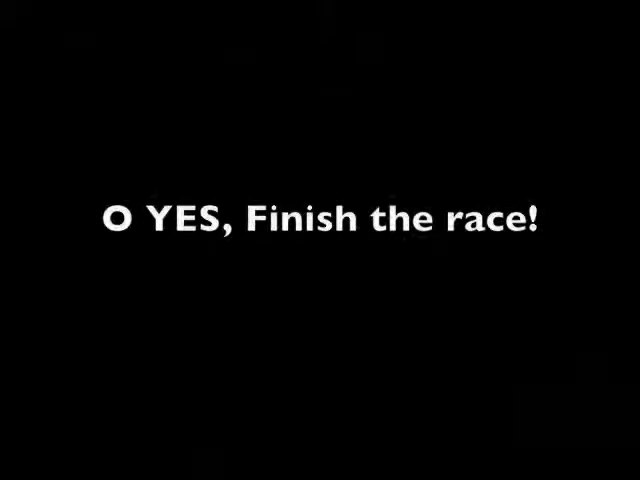 O YES, Finish the race!